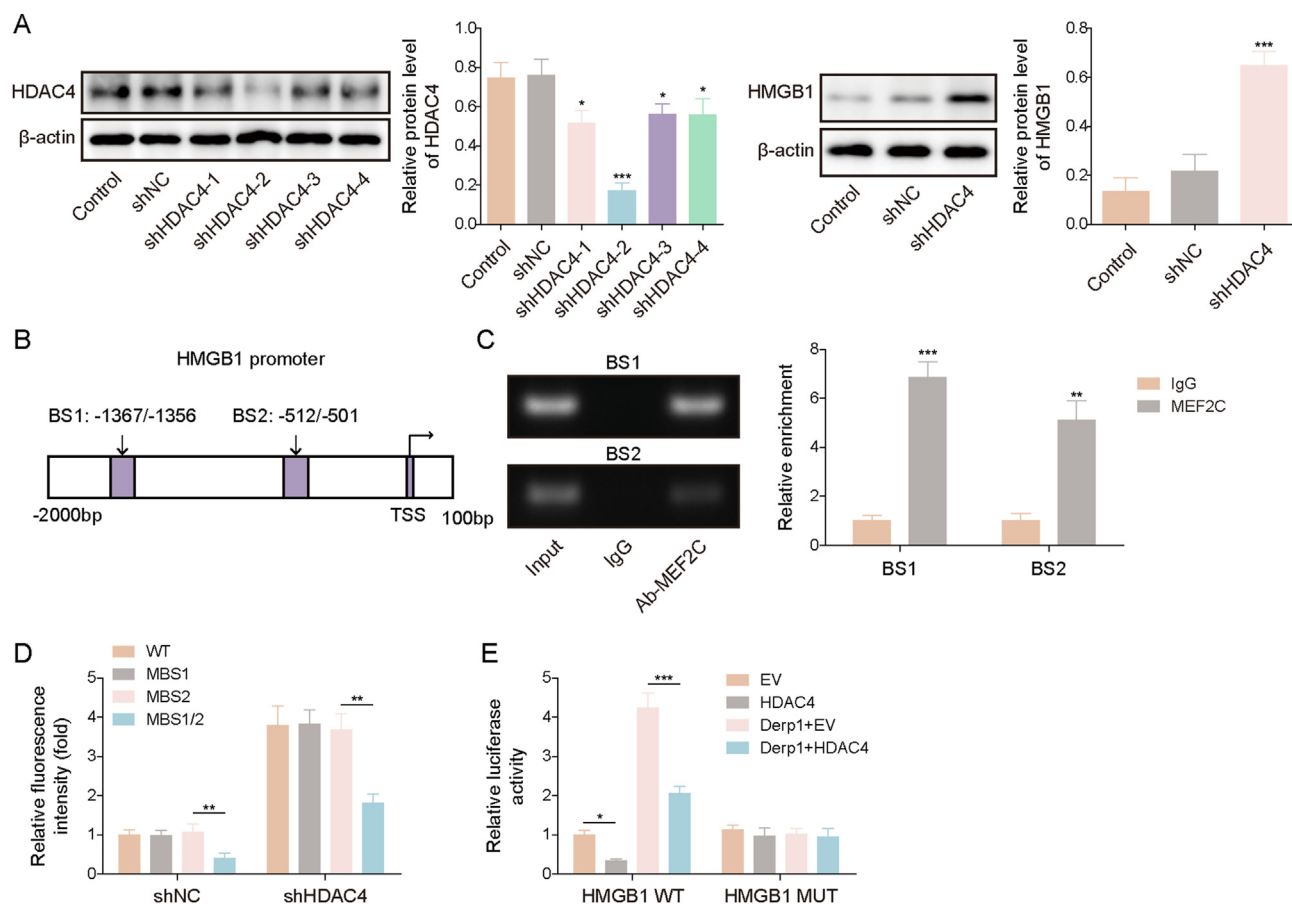 A
HDAC4
β-actin
Control
shNC
shHDAC4-1
shHDAC4-2
shHDAC4-3
shHDAC4-4
Relative protein level
of HDAC4
1.0
0.8
0.6
0.4
0.2
0.0
*
***
*
*
Control
shNC
shHDAC4-1
shHDAC4-2
shHDAC4-3
shHDAC4-4
HMGB1
β-actin
Control
shNC
shHDAC4
Relative protein level
of HMGB1
0.8
0.6
0.4
0.2
0.0
***
Control
shNC
shHDAC4
B
HMGB1 promoter
BS1: -1367/-1356
BS2: -512/-501
-2000bp
TSS
100bp
C
BS1
BS2
Input
IgG
Ab-MEF2C
Relative enrichment
8
6
4
2
0
***
**
BS1
BS2
IgG
MEF2C
D
WT
MBS1
MBS2
MBS1/2
Relative fluorescence
intensity (fold)
5
4
3
2
1
0
**
**
shNC
shHDAC4
E
Relative luciferase
activity
5
4
3
2
1
0
*
***
EV
HDAC4
Derp1+EV
Derp1+HDAC4
HMGB1 WT
HMGB1 MUT